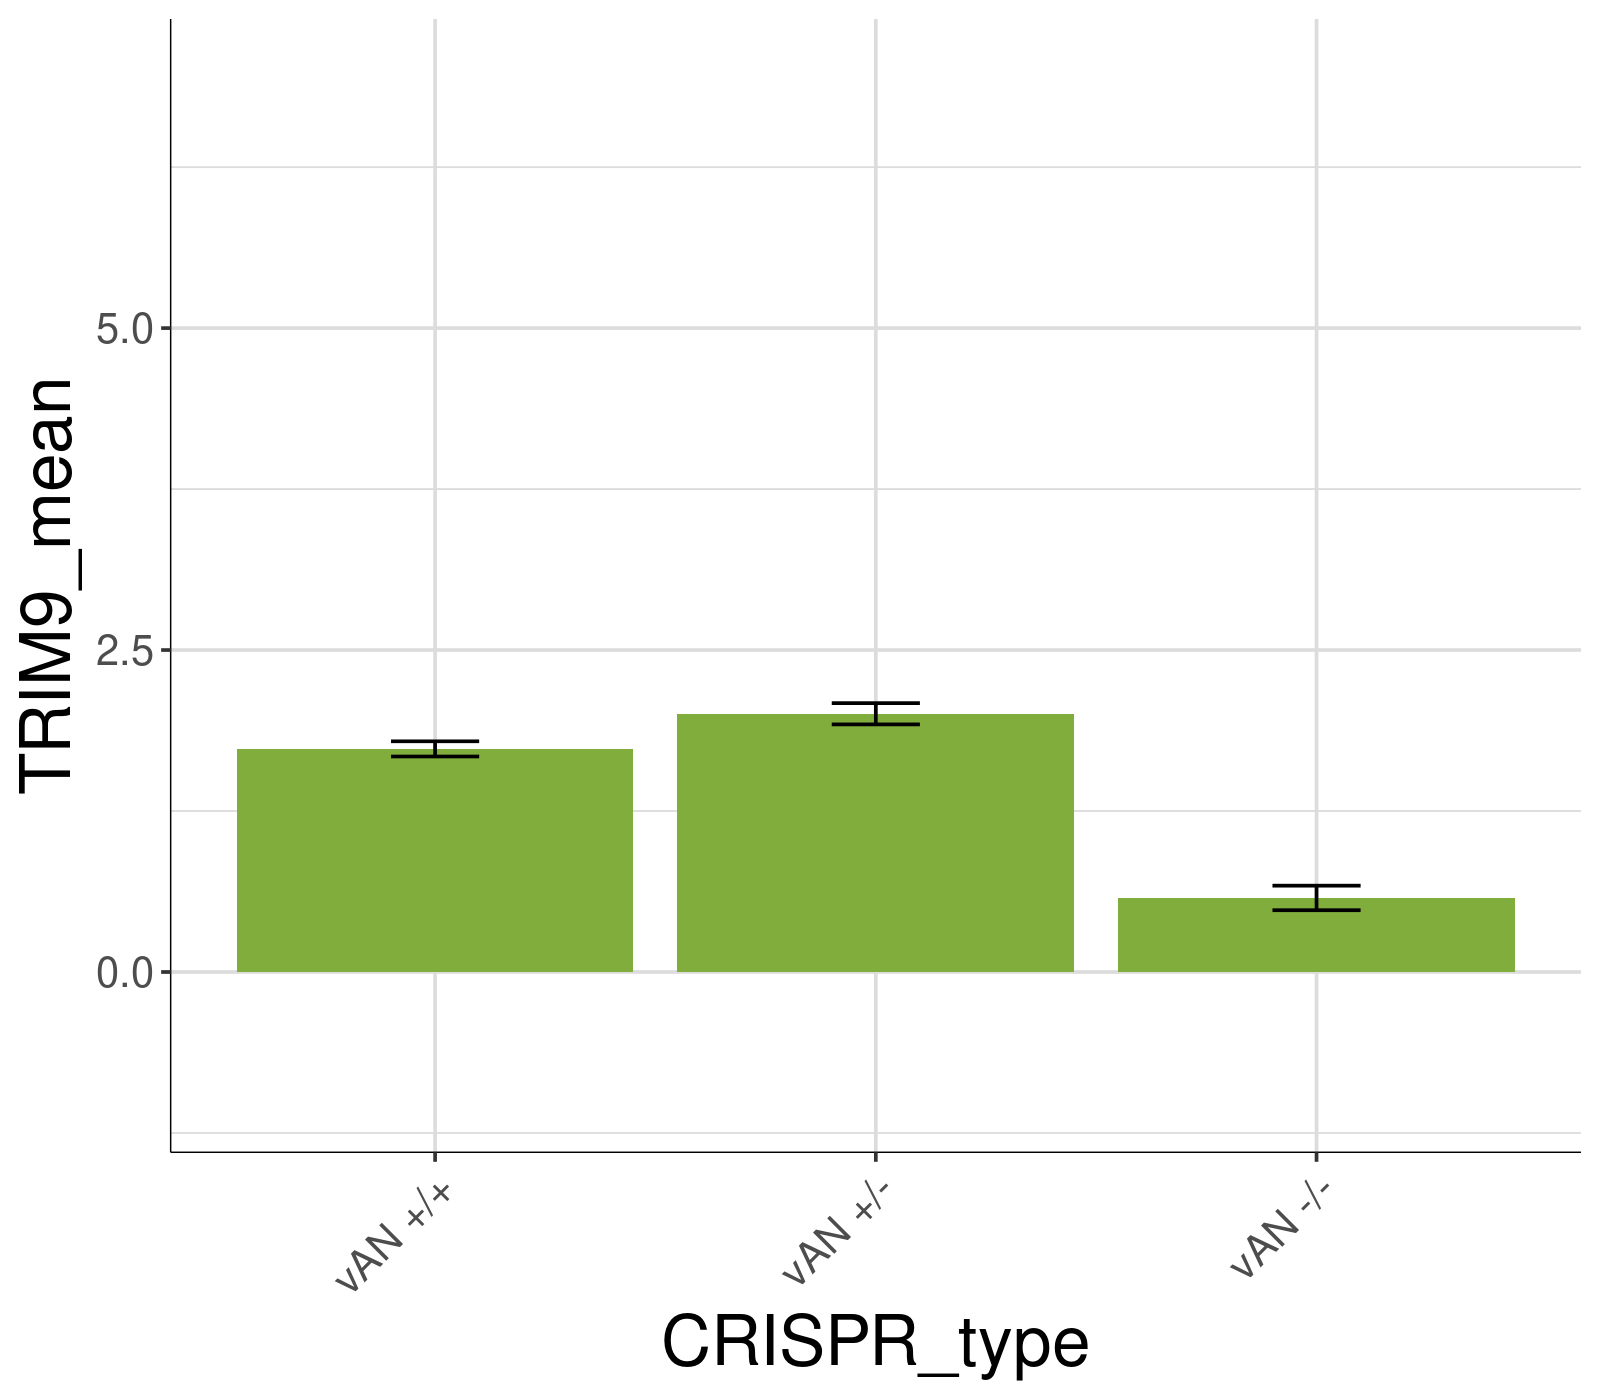 TRIM9_mean
5.0
2.5
0.0
vAN +/+
vAN +/-
vAN -/-
CRISPR_type